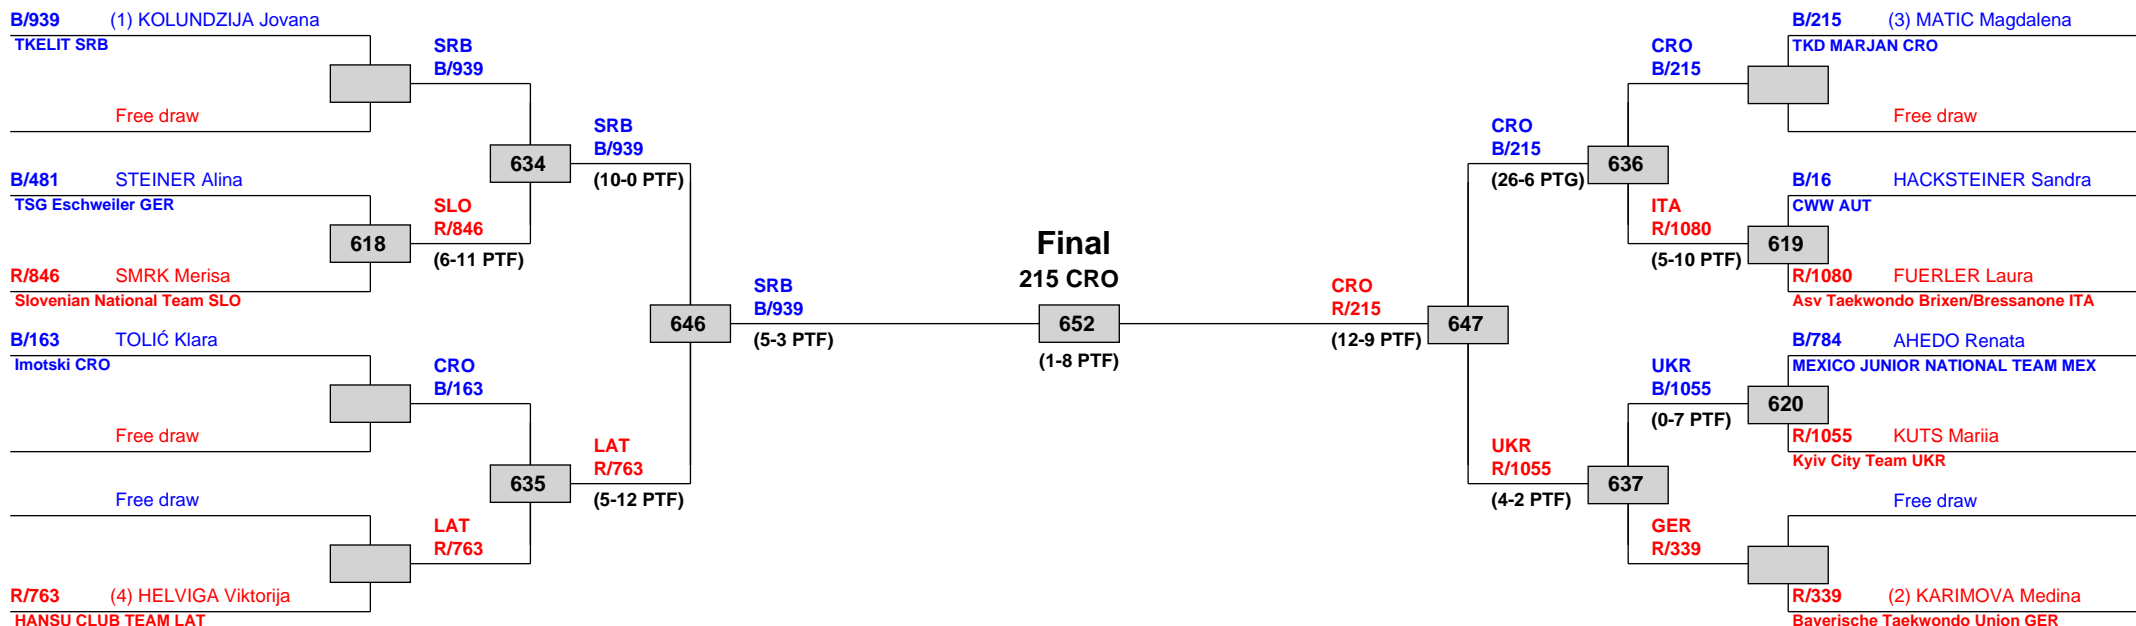 B/939 (1) KOLUNDZIJA Jovana
TKELIT SRB
Free draw
B/481 STEINER Alina
TSG Eschweiler GER
R/846 SMRK Merisa
Slovenian National Team SLO
B/163 TOLIĆ Klara
Imotski CRO
Free draw
Free draw
R/763 (4) HELVIGA Viktorija
HANSU CLUB TEAM LAT
SRB
B/939
618
SLO
R/846
(6-11 PTF)
CRO
B/163
LAT
R/763
634
SRB
B/939
(10-0 PTF)
635
LAT
R/763
(5-12 PTF)
646
SRB
B/939
(5-3 PTF)
Final
215 CRO
652
(1-8 PTF)
CRO
R/215
(12-9 PTF)
647
CRO
B/215
(26-6 PTG)
636
UKR
R/1055
(4-2 PTF)
637
CRO
B/215
ITA
R/1080
(5-10 PTF)
619
UKR
B/1055
(0-7 PTF)
620
GER
R/339
B/215 (3) MATIC Magdalena
TKD MARJAN CRO
Free draw
B/16 HACKSTEINER Sandra
CWW AUT
R/1080 FUERLER Laura
Asv Taekwondo Brixen/Bressanone ITA
B/784 AHEDO Renata
MEXICO JUNIOR NATIONAL TEAM MEX
R/1055 KUTS Mariia
Kyiv City Team UKR
Free draw
R/339 (2) KARIMOVA Medina
Baverische Taekwondo Union GER